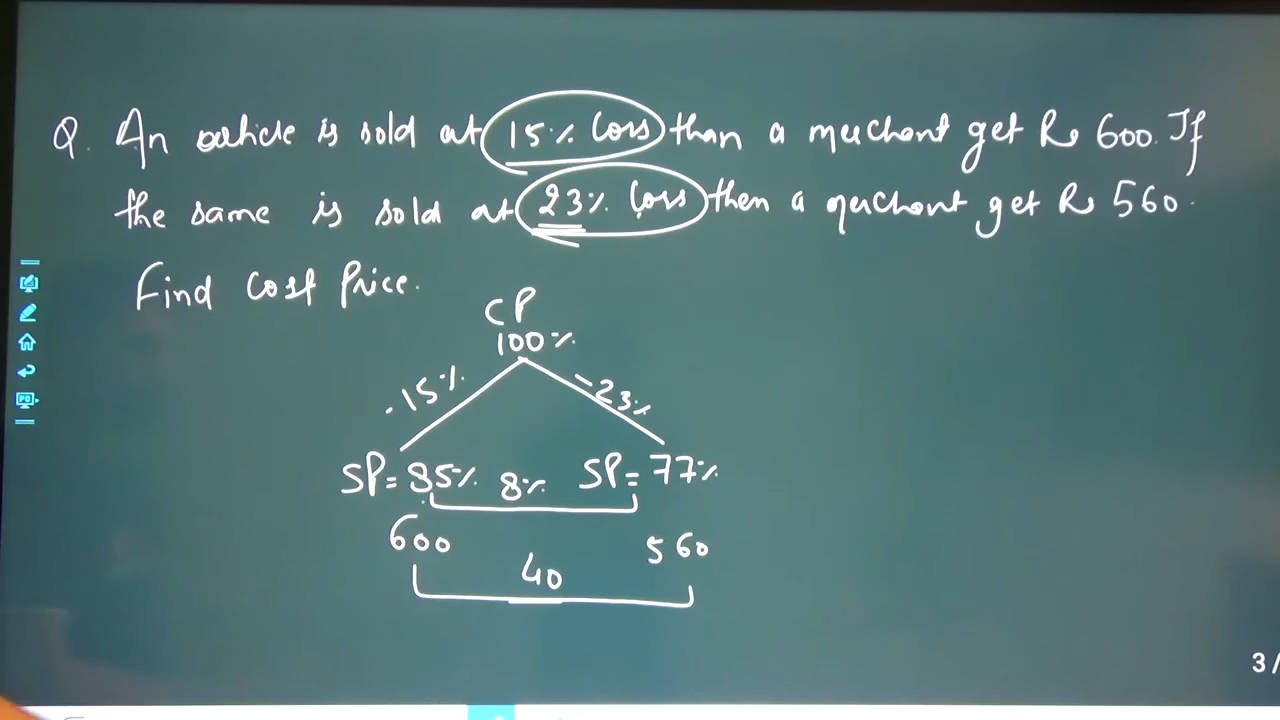 Q. An article is sold at 15% loss than a merchant get Rs 600. If
the same is sold at 23% loss then a merchant get Rs 560.
Find Cost Price.
CP
100%
-15% -23%
SP = 85% 8% SP = 77%
600 560
40
3/